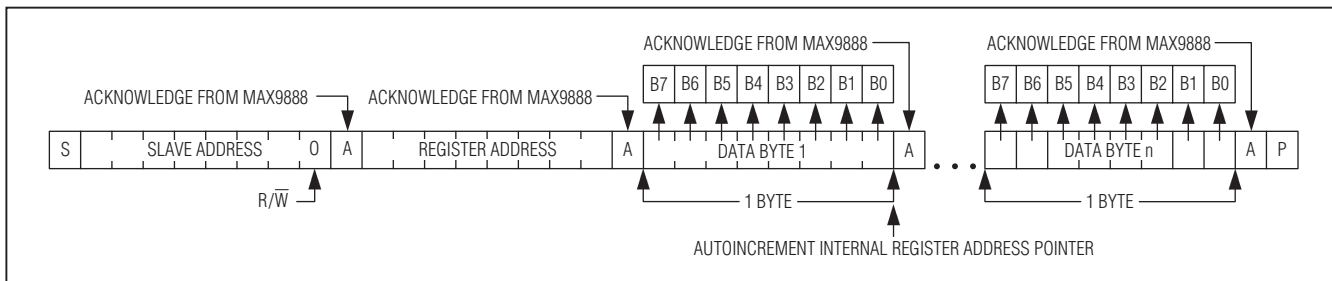 ACKNOWLEDGE FROM MAX9888
ACKNOWLEDGE FROM MAX9888
B7 B6 B5 B4 B3 B2 B1 B0
B7 B6 B5 B4 B3 B2 B1 B0
ACKNOWLEDGE FROM MAX9888
ACKNOWLEDGE FROM MAX9888
S SLAVE ADDRESS 0 A REGISTER ADDRESS A DATA BYTE 1 A ••• DATA BYTE n A P
R/W̅
1 BYTE
1 BYTE
AUTOINCREMENT INTERNAL REGISTER ADDRESS POINTER